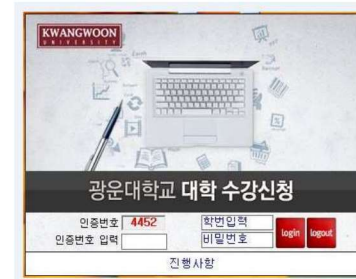 KWANGWOON
UNIVERSITY
광운대학교 대학 수강신청
인증번호 4452 학번입력
인증번호 입력 비밀번호 login logout
진행사항